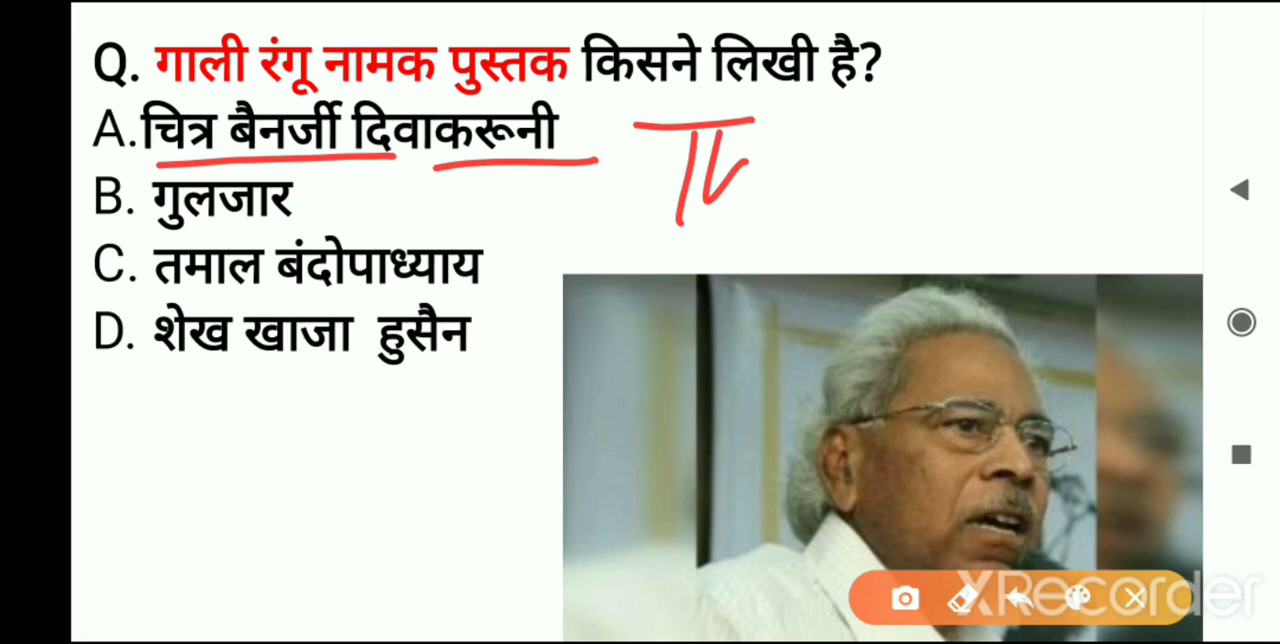 Q. गाली रंगू नामक पुस्तक किसने लिखी है?
A.चित्र बैनर्जी दिवाकरूनी
B. गुलजार
C. तमाल बंदोपाध्याय
D. शेख खाजा हुसैन
XRecorder